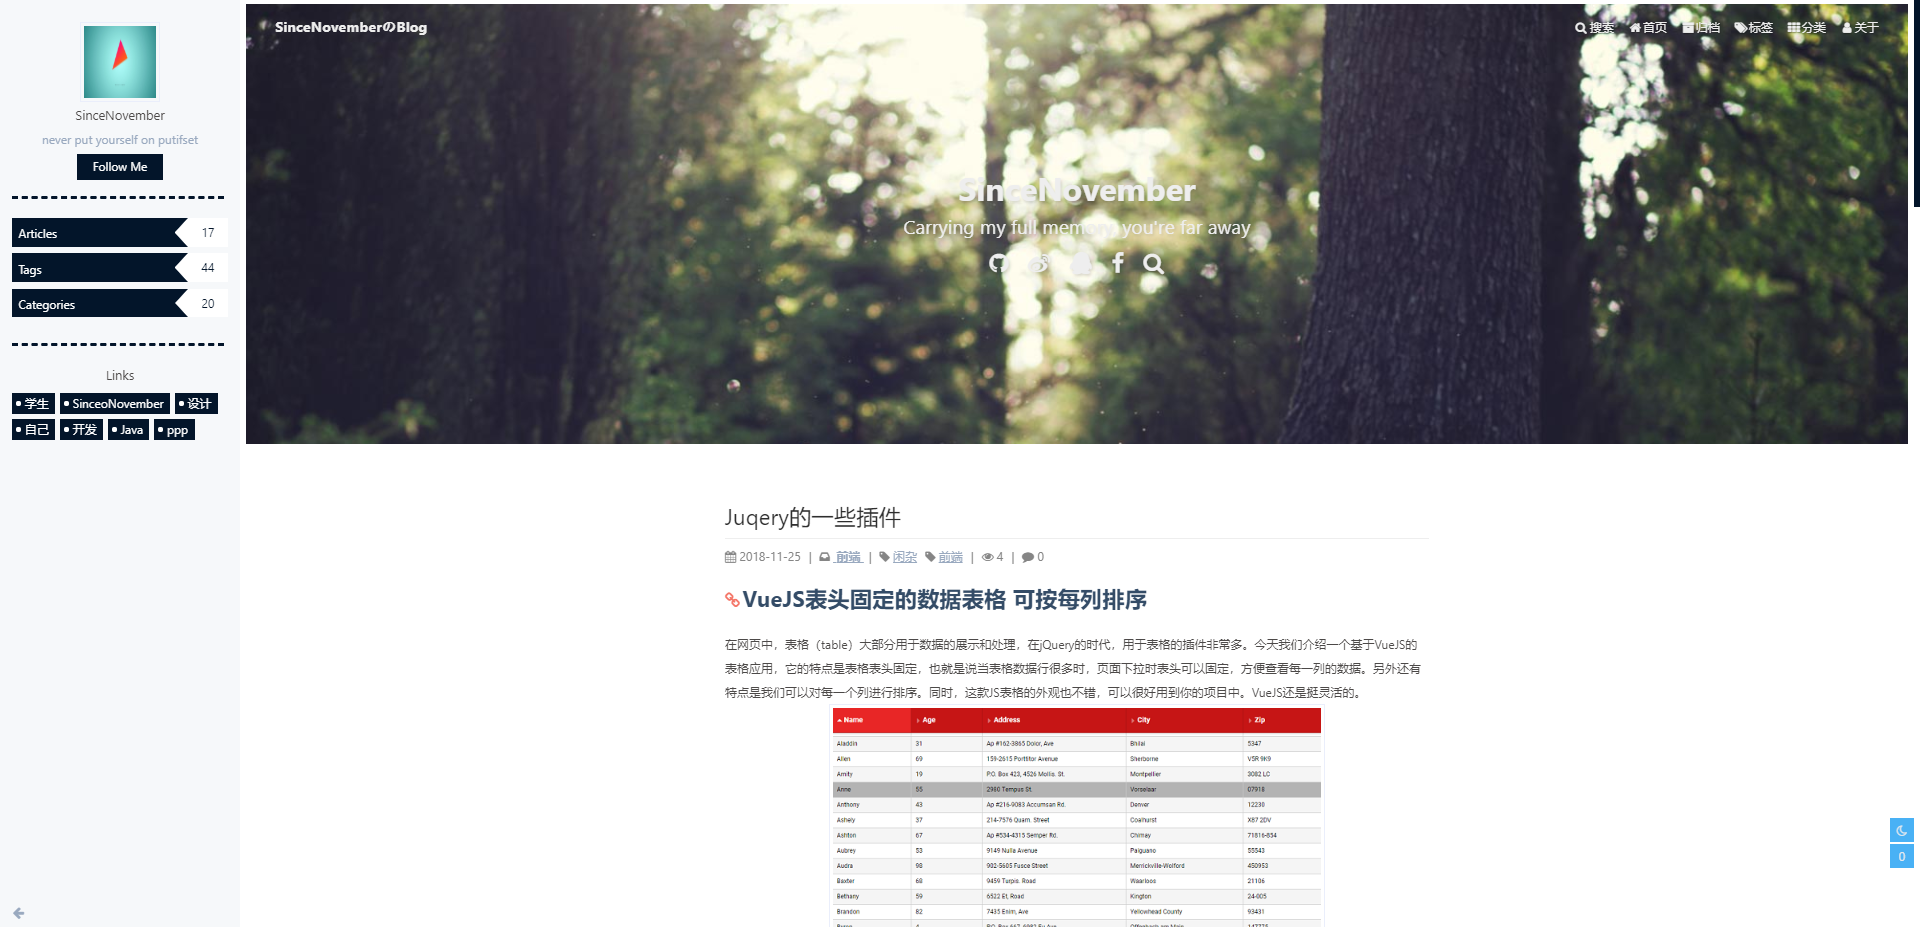 SinceNovember
never put yourself on putifset
Follow Me
Articles 17
Tags 44
Categories 20
Links
学生 SinceoNovember 设计
自己 开发 Java ppp
SinceNovemberのBlog
搜索 首页 归档 标签 分类 关于
SinceNovember
Carrying my full memory, you're far away
Juqery的一些插件
2018-11-25 | 前端 | 闲杂 前端 | 4 | 0
VueJS表头固定的数据表格 可按每列排序
在网页中，表格（table）大部分用于数据的展示和处理，在jQuery的时代，用于表格的插件非常多。今天我们介绍一个基于VueJS的
表格应用，它的特点是表格表头固定，也就是说当表格数据行很多时，页面下拉时表头可以固定，方便查看每一列的数据。另外还有
特点是我们可以对每一个列进行排序。同时，这款JS表格的外观也不错，可以很好用到你的项目中。VueJS还是挺灵活的。
Name Age Address City Zip
Aladdin 31 Ap #162-3865 Dolor, Ave Bhilai 5347
Allen 69 159-2615 Porttitor Avenue Sherborne V5R 9K9
Amity 19 P.O. Box 423, 4526 Mollis. St. Montpellier 3082 LC
Anne 55 2980 Tempus St. Vorselaar 07918
Anthony 43 Ap #216-9083 Accumsan Rd. Denver 12230
Ashely 37 214-7576 Quam. Street Coalhurst X87 2DV
Ashton 67 Ap #534-4315 Semper Rd. Chimay 71816-854
Aubrey 53 9149 Nulla Avenue Paiguano 55543
Audra 98 902-5605 Fusce Street Merrickville-Wolford 450953
Baxter 68 9459 Turpis. Road Waarloos 21106
Bethany 59 6522 Et, Road Kington 24-005
Brandon 82 7435 Enim, Ave Yellowhead County 93431
0